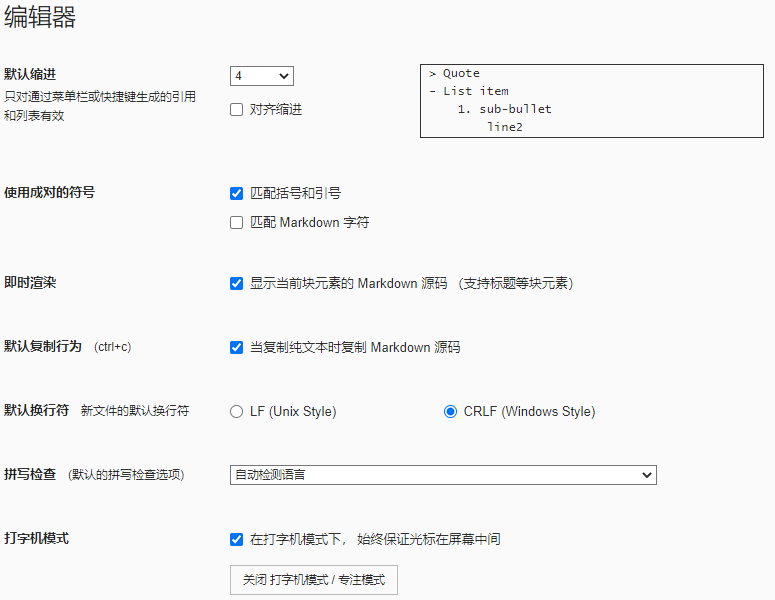 编辑器
默认缩进
只对通过菜单栏或快捷键生成的引用
和列表有效
4
对齐缩进
> Quote
- List item
1. sub-bullet
line2
使用成对的符号
匹配括号和引号
匹配 Markdown 字符
即时渲染
显示当前块元素的 Markdown 源码 （支持标题等块元素）
默认复制行为 (ctrl+c)
当复制纯文本时复制 Markdown 源码
默认换行符 新文件的默认换行符
LF (Unix Style)
CRLF (Windows Style)
拼写检查 (默认的拼写检查选项)
自动检测语言
打字机模式
在打字机模式下， 始终保证光标在屏幕中间
关闭 打字机模式 / 专注模式